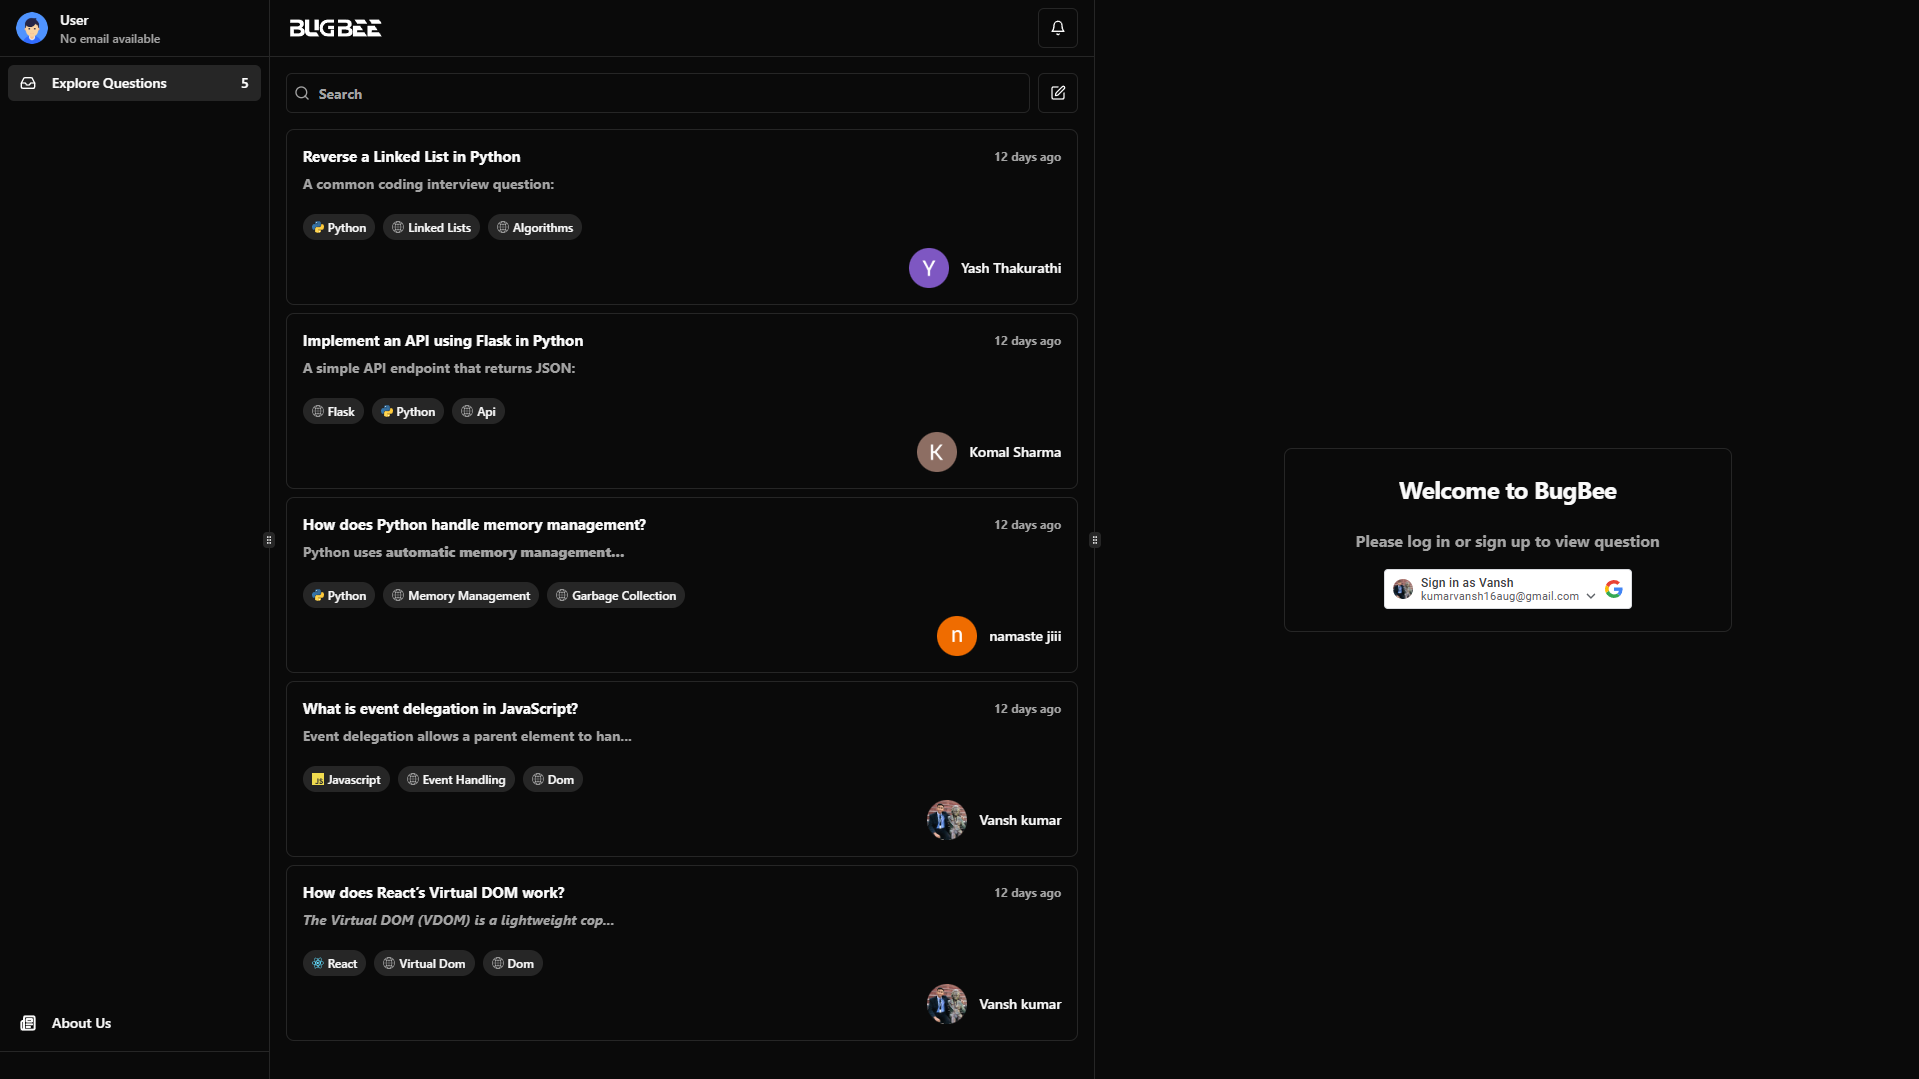 User
No email available
Explore Questions 5
About Us
BUGBEE
Search
Reverse a Linked List in Python 12 days ago
A common coding interview question:
Python Linked Lists Algorithms
Y Yash Thakurathi
Implement an API using Flask in Python 12 days ago
A simple API endpoint that returns JSON:
Flask Python Api
K Komal Sharma
How does Python handle memory management? 12 days ago
Python uses automatic memory management...
Python Memory Management Garbage Collection
n namaste jiii
What is event delegation in JavaScript? 12 days ago
Event delegation allows a parent element to han...
JS Javascript Event Handling Dom
Vansh kumar
How does React’s Virtual DOM work? 12 days ago
The Virtual DOM (VDOM) is a lightweight cop...
React Virtual Dom Dom
Vansh kumar
Welcome to BugBee
Please log in or sign up to view question
Sign in as Vansh
kumarvansh16aug@gmail.com